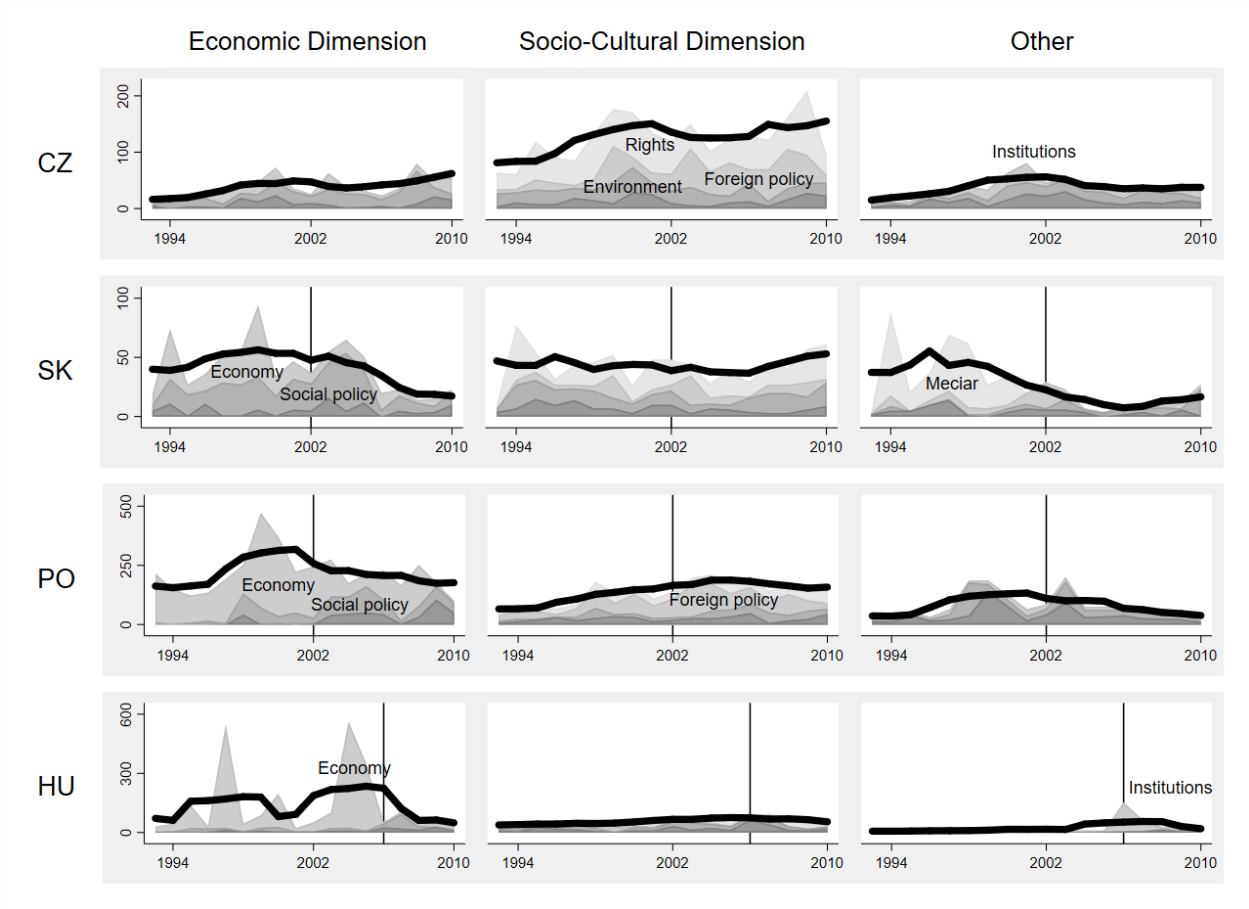 Economic Dimension Socio-Cultural Dimension Other
CZ
200
100
0
Rights
Environment
Foreign policy
Institutions
1994 2002 2010 1994 2002 2010 1994 2002 2010
SK
100
50
0
Economy
Social policy
Meciar
1994 2002 2010 1994 2002 2010 1994 2002 2010
PO
500
250
0
Economy
Social policy
Foreign policy
1994 2002 2010 1994 2002 2010 1994 2002 2010
HU
600
300
0
Economy
Institutions
1994 2002 2010 1994 2002 2010 1994 2002 2010